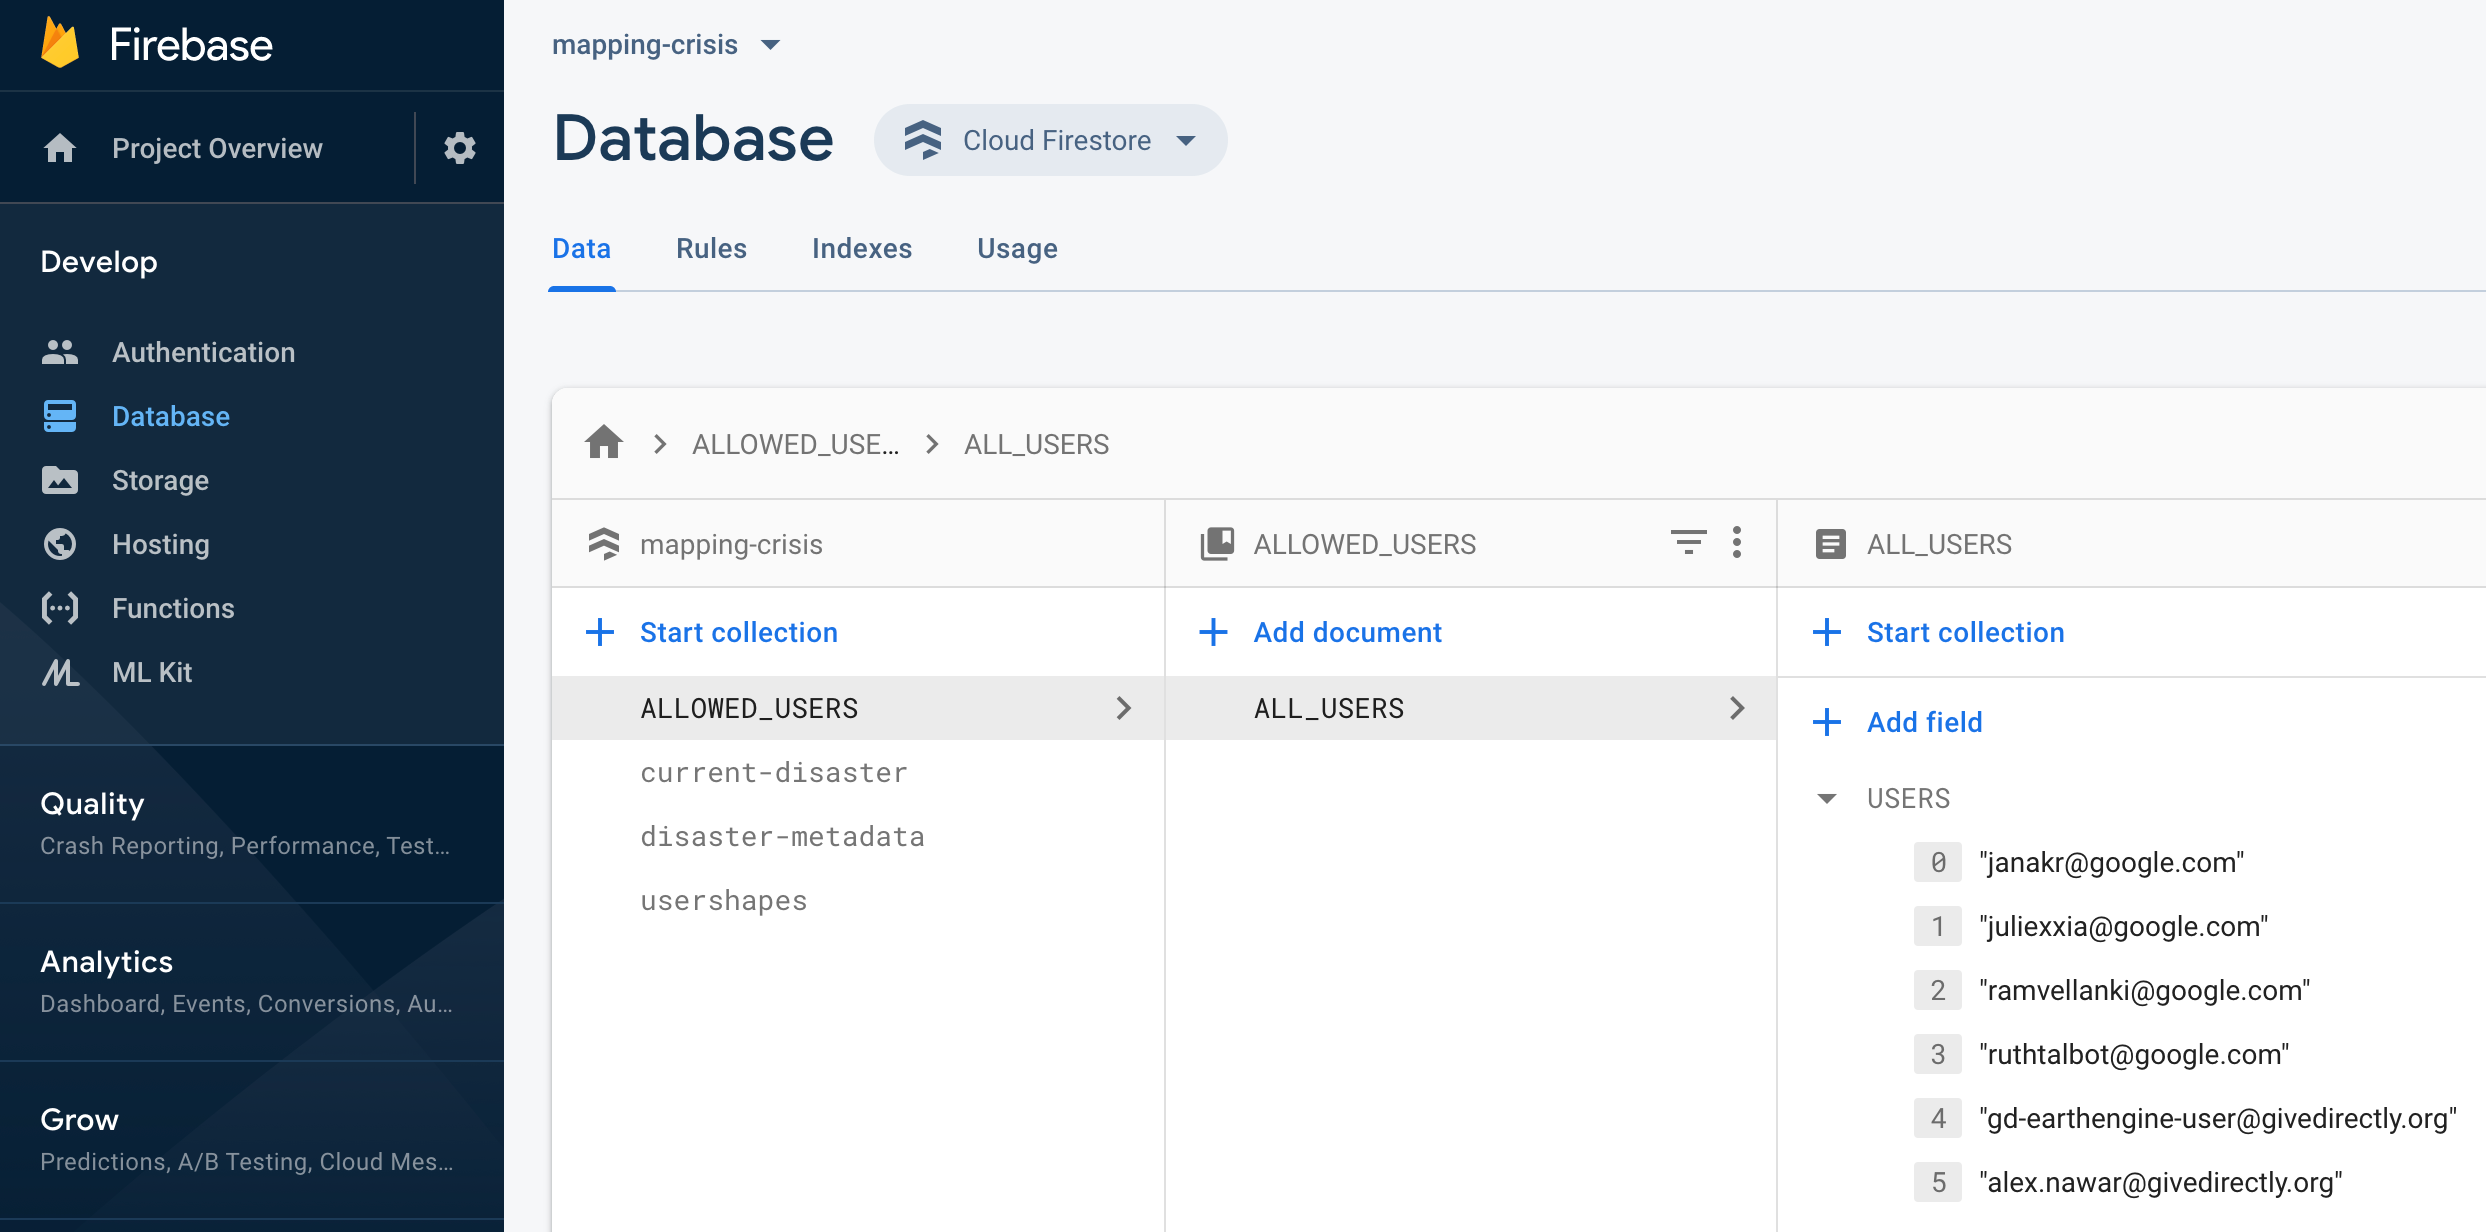 Firebase
Project Overview
Develop
Authentication
Database
Storage
Hosting
Functions
ML Kit
Quality
Crash Reporting, Performance, Test...
Analytics
Dashboard, Events, Conversions, Au...
Grow
Predictions, A/B Testing, Cloud Mes...
mapping-crisis
Database Cloud Firestore
Data Rules Indexes Usage
ALLOWED_USE... ALL_USERS
mapping-crisis
Start collection
ALLOWED_USERS
current-disaster
disaster-metadata
usershapes
ALLOWED_USERS
Add document
ALL_USERS
ALL_USERS
Start collection
Add field
USERS
0 "janakr@google.com"
1 "juliexxia@google.com"
2 "ramvellanki@google.com"
3 "ruthtalbot@google.com"
4 "gd-earthengine-user@givedirectly.org"
5 "alex.nawar@givedirectly.org"